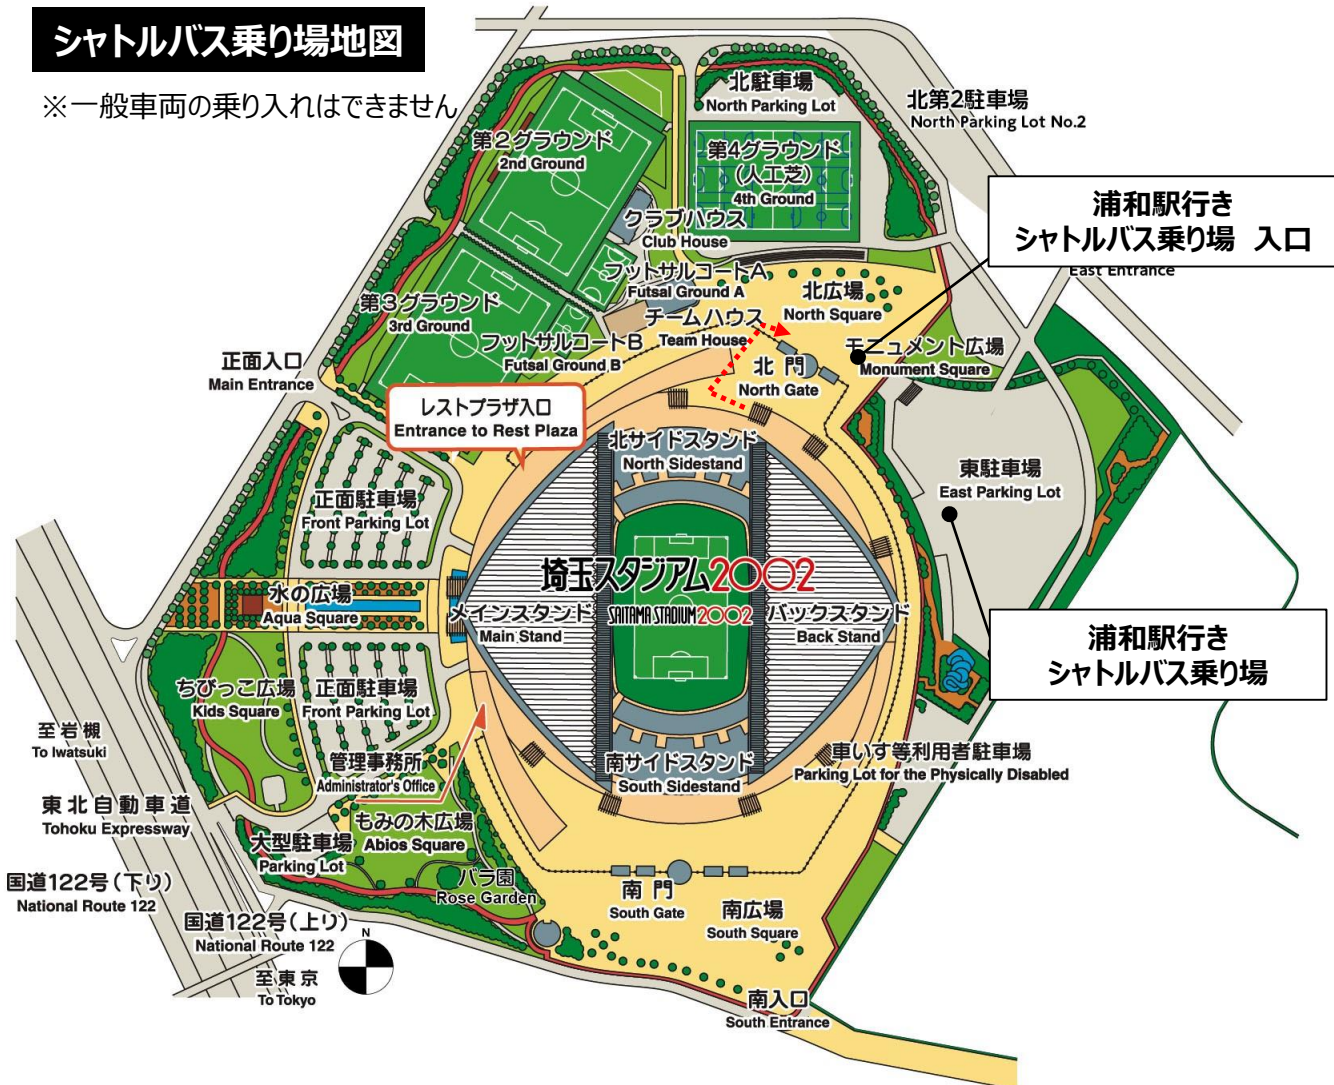 シャトルバス乗り場地図
※一般車両の乗り入れはできません
北駐車場
North Parking Lot
北第2駐車場
North Parking Lot No.2
第2グラウンド
2nd Ground
第4グラウンド
(人工芝)
4th Ground
浦和駅行き
シャトルバス乗り場 入口
East Entrance
クラブハウス
Club House
フットサルコートA
Futsal Ground A
北広場
North Square
第3グラウンド
3rd Ground
チームハウス
Team House
フットサルコートB
Futsal Ground B
モニュメント広場
Monument Square
正面入口
Main Entrance
北門
North Gate
レストプラザ入口
Entrance to Rest Plaza
北サイドスタンド
North Sidestand
東駐車場
East Parking Lot
正面駐車場
Front Parking Lot
埼玉スタジアム2002
SAITAMA STADIUM 2002
水の広場
Aqua Square
メインスタンド
Main Stand
バックスタンド
Back Stand
浦和駅行き
シャトルバス乗り場
ちびっこ広場
Kids Square
正面駐車場
Front Parking Lot
至岩槻
To Iwatsuki
管理事務所
Administrator's Office
南サイドスタンド
South Sidestand
車いす等利用者駐車場
Parking Lot for the Physically Disabled
東北自動車道
Tohoku Expressway
もみの木広場
Abios Square
大型駐車場
Parking Lot
バラ園
Rose Garden
国道122号(下り)
National Route 122
南門
South Gate
南広場
South Square
国道122号(上り)
National Route 122
N
至東京
To Tokyo
南入口
South Entrance